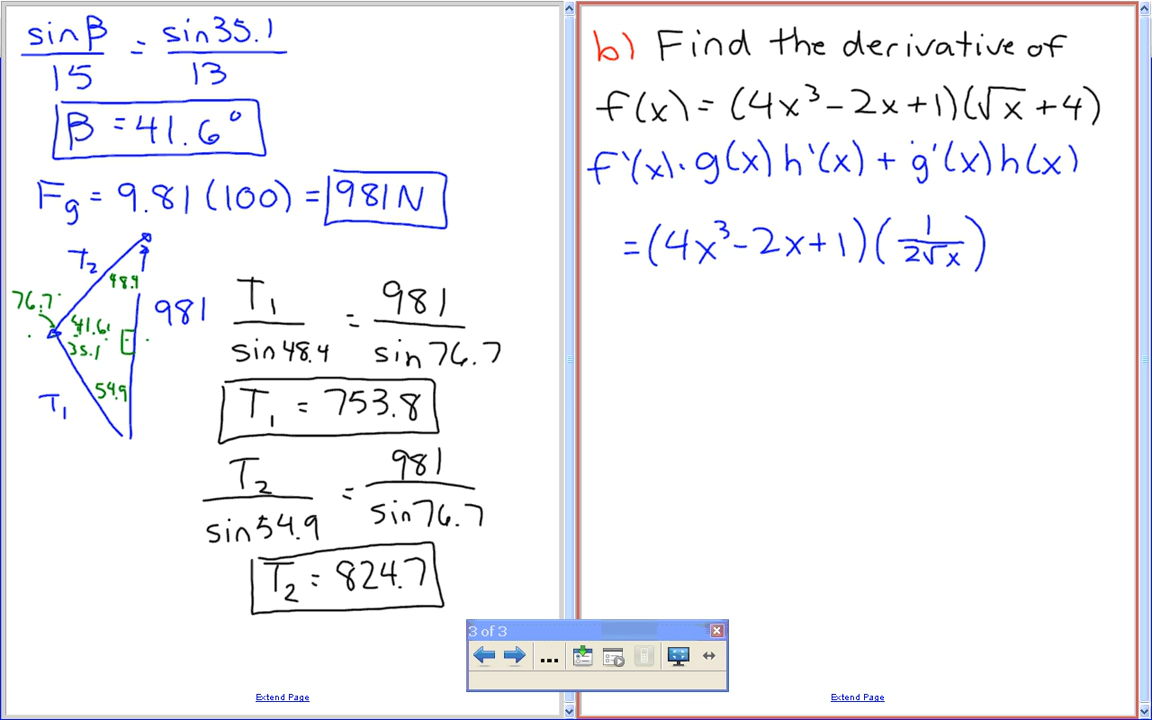 sinβ/15 = sin35.1/13
β = 41.6°
Fg = 9.81(100) = 981N
T₂
48.4
76.7
41.6
35.1
981
54.9
T₁
T₁/sin48.4 = 981/sin76.7
T₁ = 753.8
T₂/sin54.9 = 981/sin76.7
T₂ = 824.7
Extend Page
b) Find the derivative of
f(x) = (4x³-2x+1)(√x +4)
f'(x)· g(x)h'(x) + g'(x)h(x)
=(4x³-2x+1)(1/2√x)
3 of 3
...
Extend Page